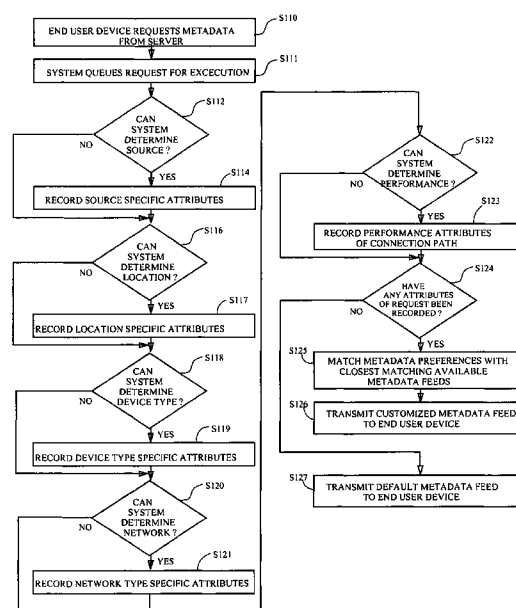 END USER DEVICE REQUESTS METADATA
FROM SERVER
S110
SYSTEM QUEUES REQUEST FOR EXCECUTION
S111
CAN
SYSTEM
DETERMINE
SOURCE ?
S112
NO
YES
S114
RECORD SOURCE SPECIFIC ATTRIBUTES
CAN
SYSTEM
DETERMINE
LOCATION ?
S116
NO
YES
S117
RECORD LOCATION SPECIFIC ATTRIBUTES
CAN
SYSTEM
DETERMINE
DEVICE TYPE ?
S118
NO
YES
S119
RECORD DEVICE TYPE SPECIFIC ATTRIBUTES
CAN
SYSTEM
DETERMINE
NETWORK ?
S120
NO
YES
S121
RECORD NETWORK TYPE SPECIFIC ATTRIBUTES
CAN
SYSTEM
DETERMINE
PERFORMANCE ?
S122
NO
YES
S123
RECORD PERFORMANCE ATTRIBUTES
OF CONNECTION PATH
S124
HAVE
ANY ATTRIBUTES
OF REQUEST BEEN
RECORDED ?
NO
YES
S125
MATCH METADATA PREFERENCES WITH
CLOSEST MATCHING AVAILABLE
METADATA FEEDS
S126
TRANSMIT CUSTOMIZED METADATA FEED
TO END USER DEVICE
S127
TRANSMIT DEFAULT METADATA FEED
TO END USER DEVICE